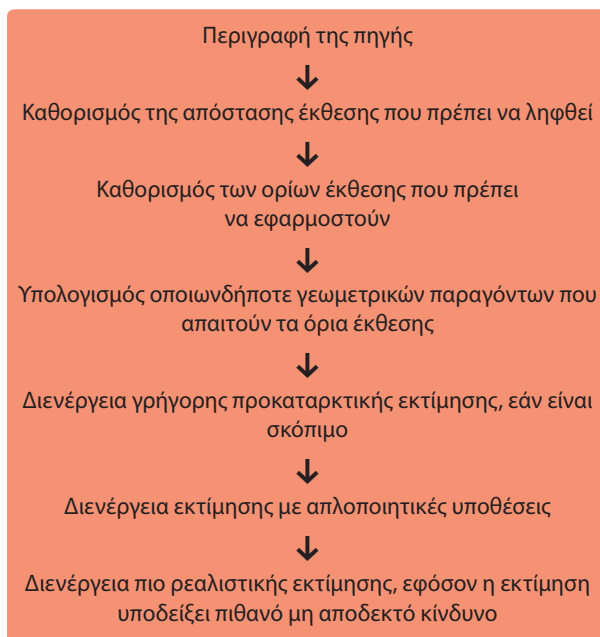 Περιγραφή της πηγής
Καθορισμός της απόστασης έκθεσης που πρέπει να ληφθεί
Καθορισμός των ορίων έκθεσης που πρέπει
να εφαρμοστούν
Υπολογισμός οποιωνδήποτε γεωμετρικών παραγόντων που
απαιτούν τα όρια έκθεσης
Διενέργεια γρήγορης προκαταρκτικής εκτίμησης, εάν είναι
σκόπιμο
Διενέργεια εκτίμησης με απλοποιητικές υποθέσεις
Διενέργεια πιο ρεαλιστικής εκτίμησης, εφόσον η εκτίμηση
υποδείξει πιθανό μη αποδεκτό κίνδυνο